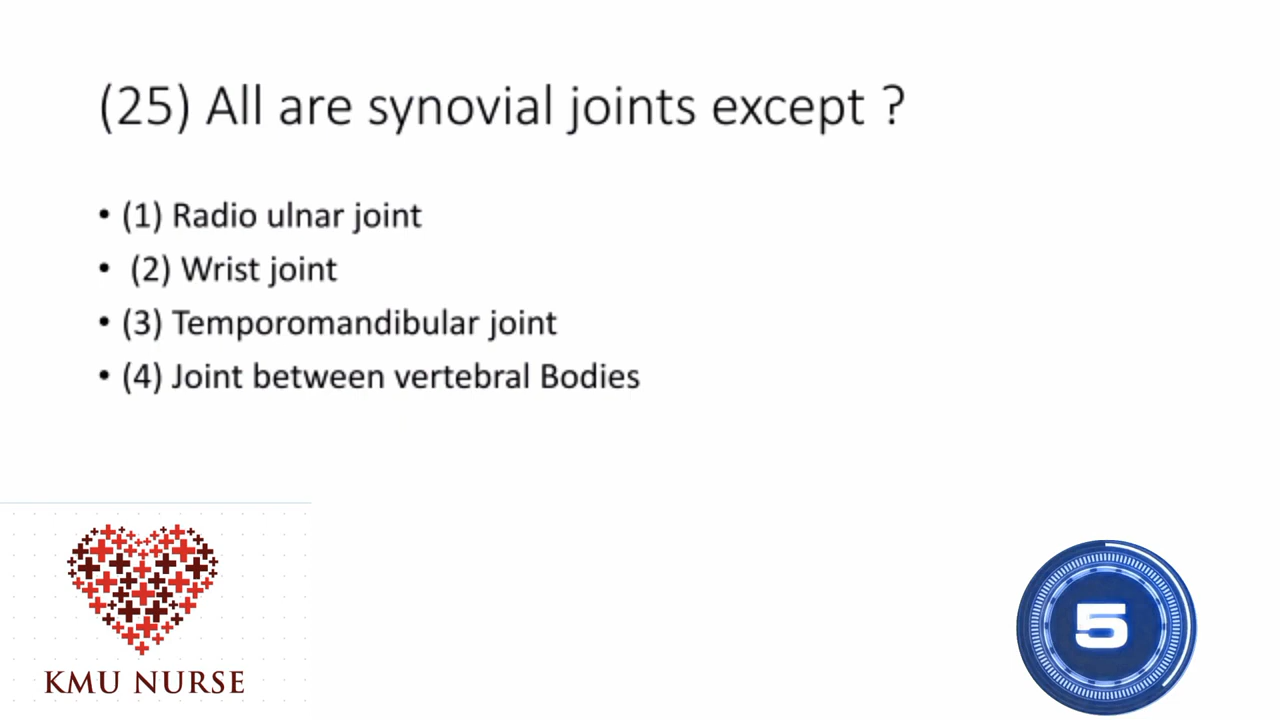 (25) All are synovial joints except ?
• (1) Radio ulnar joint
• (2) Wrist joint
• (3) Temporomandibular joint
• (4) Joint between vertebral Bodies
KMU NURSE
5